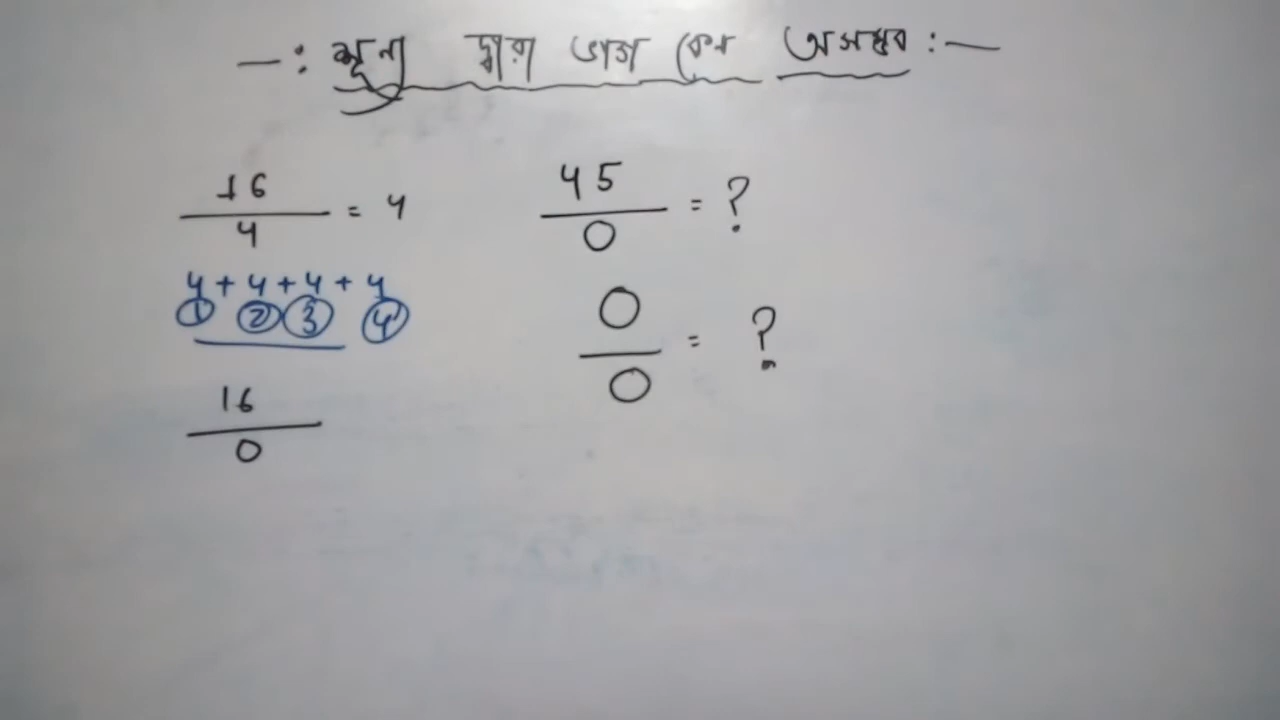 —: শূন্য দ্বারা ভাগ কেন অসম্ভব :—
16/4 = 4
4+4+4+4
① ② ③ ④
16/0
45/0 = ?
0/0 = ?